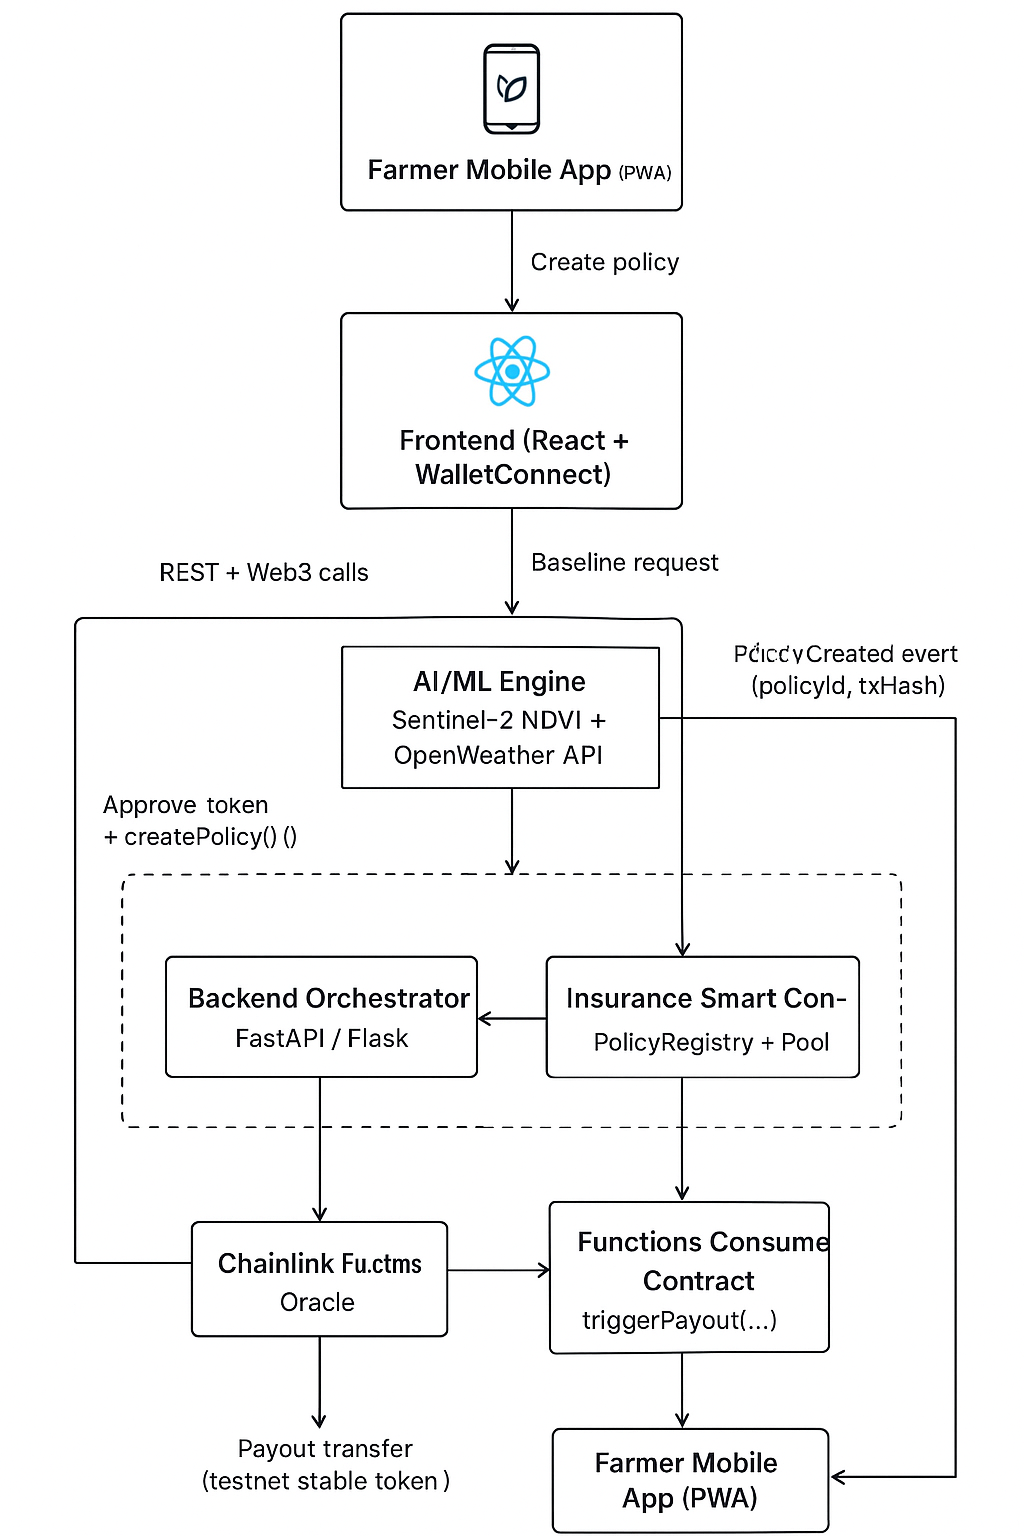 Farmer Mobile App (PWA)
Create policy
Frontend (React +
WalletConnect)
REST + Web3 calls
Baseline request
AI/ML Engine
Sentinel-2 NDVI +
OpenWeather API
Created evert
(policyId, txHash)
Approve token
+ createPolicy() ()
Backend Orchestrator
FastAPI / Flask
Insurance Smart Con-
PolicyRegistry + Pool
Chainlink Fu.ctms
Oracle
Functions Consume
Contract
triggerPayout(...)
Payout transfer
(testnet stable token)
Farmer Mobile
App (PWA)